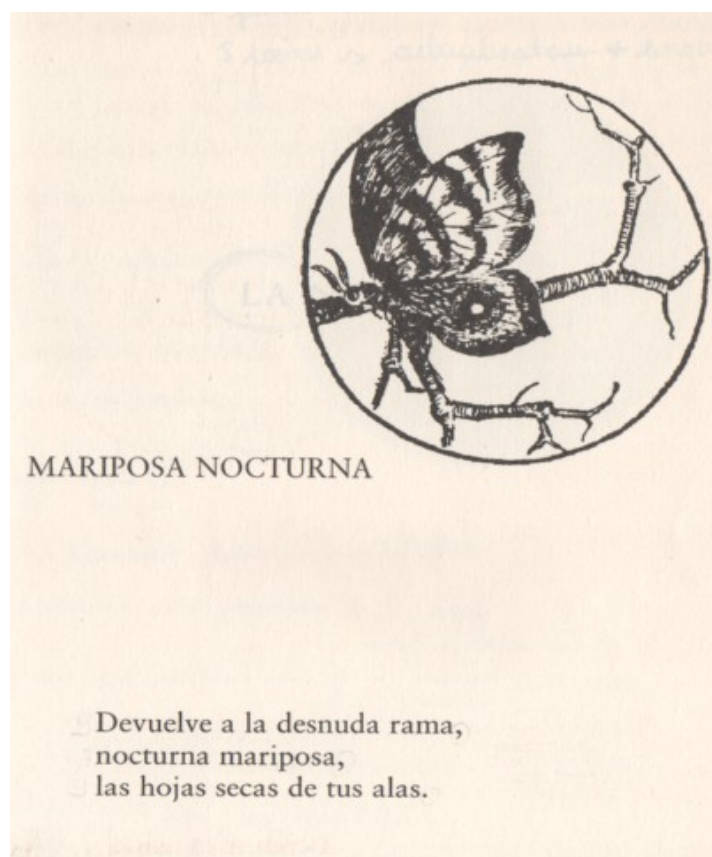 MARIPOSA NOCTURNA
Devuelve a la desnuda rama,
nocturna mariposa,
las hojas secas de tus alas.